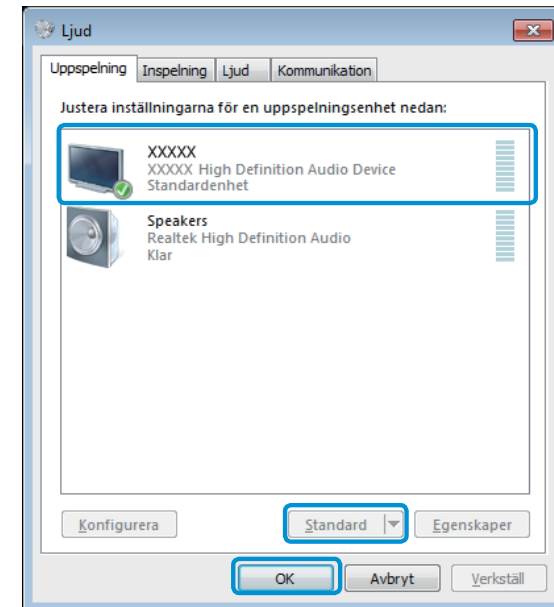 Ljud
Uppspelning Inspelning Ljud Kommunikation
Justera inställningarna för en uppspelningsenhet nedan:
XXXXX
XXXXX High Definition Audio Device
Standardenhet
Speakers
Realtek High Definition Audio
Klar
Konfigurera Standard Egenskaper
OK Avbryt Verkställ